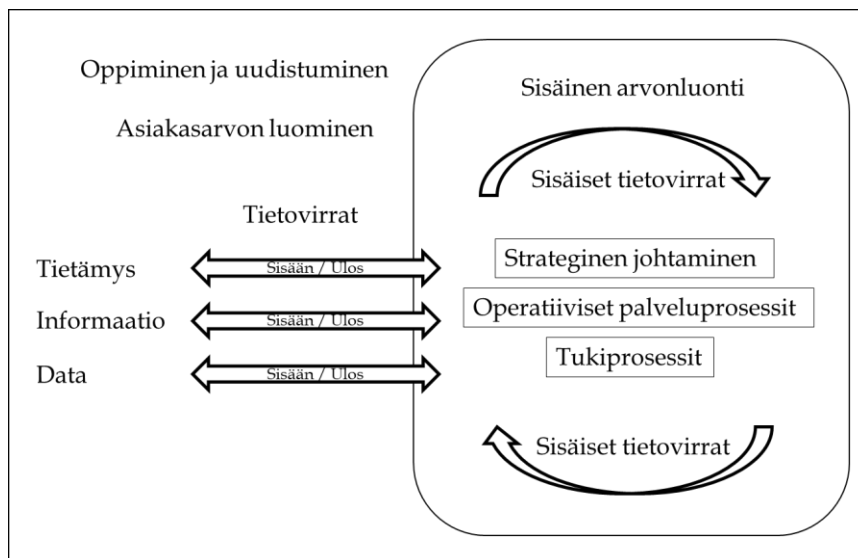 Oppiminen ja uudistuminen
Asiakasarvon luominen
Tietovirrat
Tietämys
Sisään / Ulos
Informaatio
Sisään / Ulos
Data
Sisään / Ulos
Sisäinen arvonluonti
Sisäiset tietovirrat
Strateginen johtaminen
Operatiiviset palveluprosessit
Tukiprosessit
Sisäiset tietovirrat